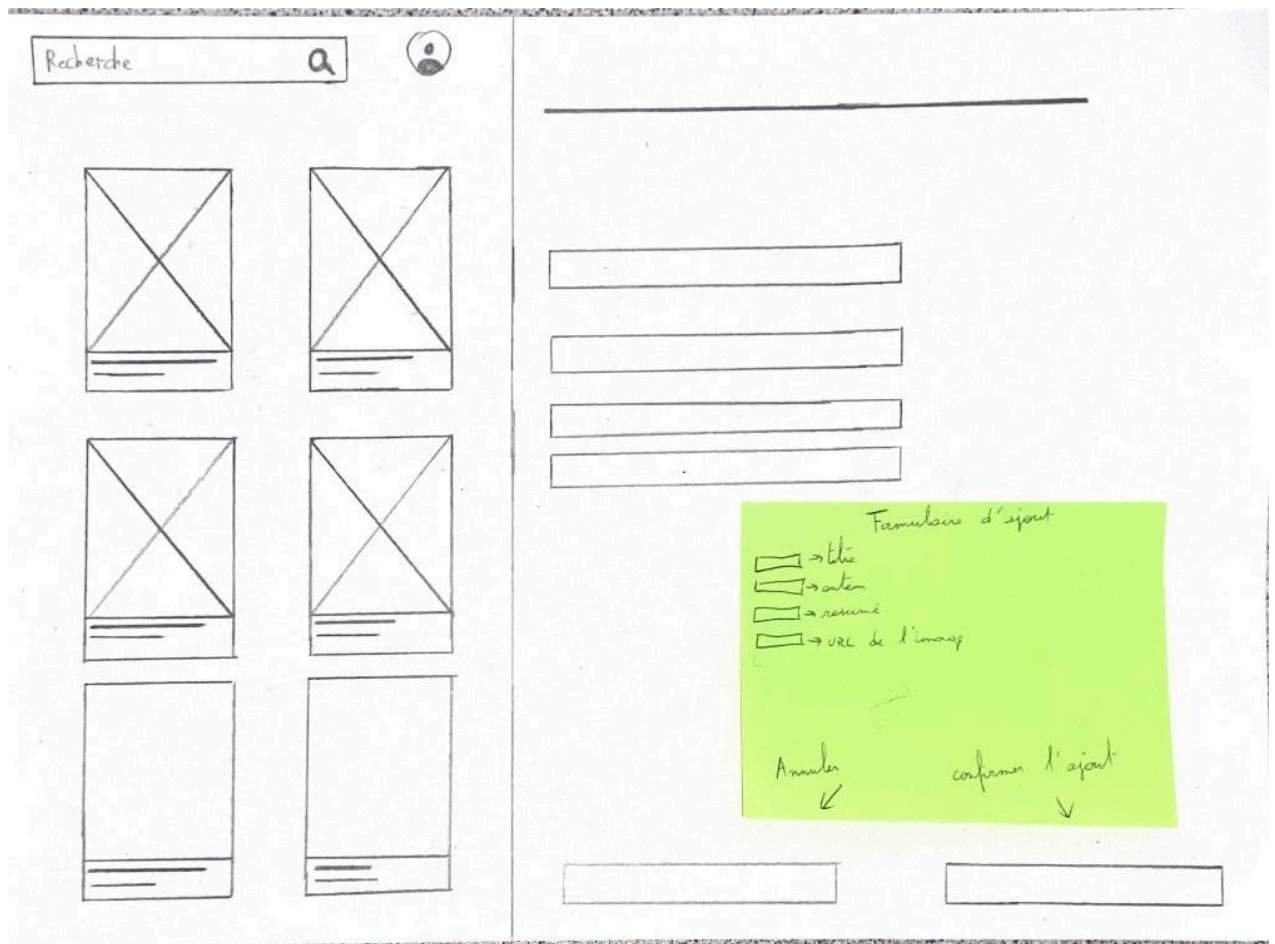 Recherche
Formulaire d'ajout
→ titre
→ auteur
→ resumé
→ URL de l'image
Annuler
confirmer l'ajout